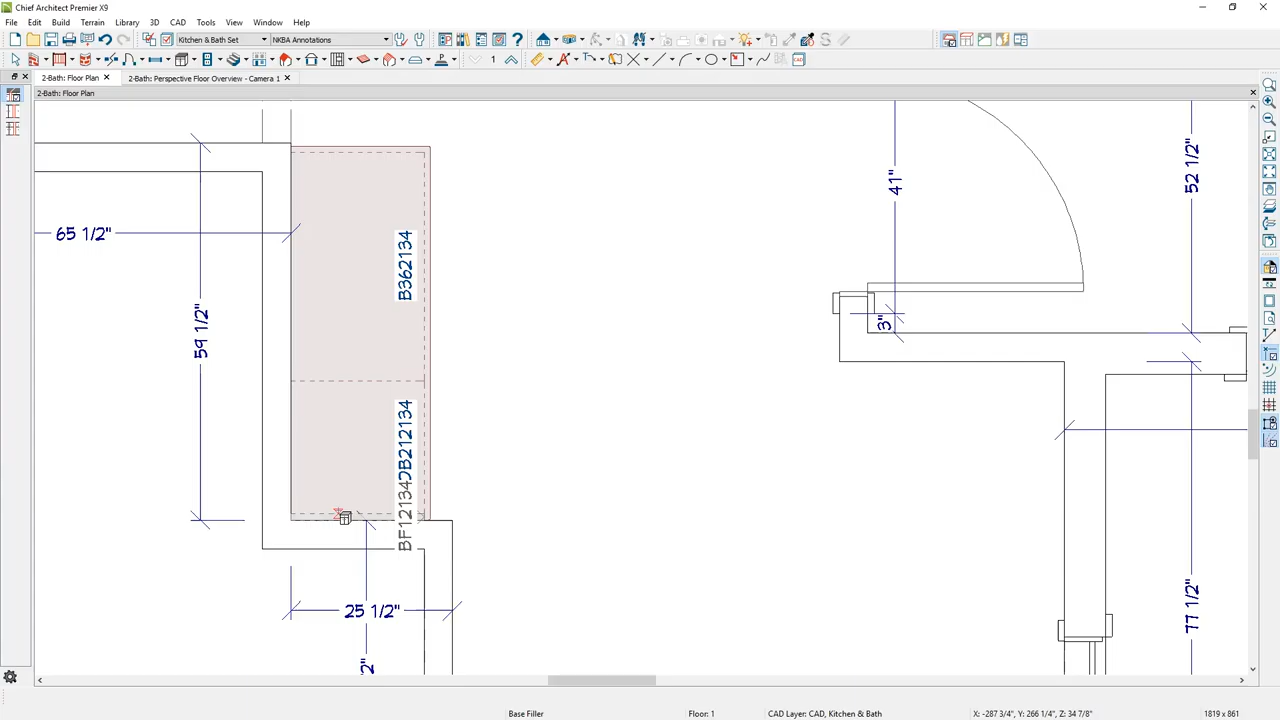 Chief Architect Premier X9
File Edit Build Terrain Library 3D CAD Tools View Window Help
Kitchen & Bath Set NKBA Annotations
1
2-Bath: Floor Plan 2-Bath: Perspective Floor Overview - Camera 1
2-Bath: Floor Plan
65 1/2"
59 1/2"
B362134
DB212134
BF12134
25 1/2"
2"
41"
3"
52 1/2"
77 1/2"
Base Filler Floor: 1 CAD Layer: CAD, Kitchen & Bath X: -287 3/4", Y: 266 1/4", Z: 34 7/8" 1819 x 861